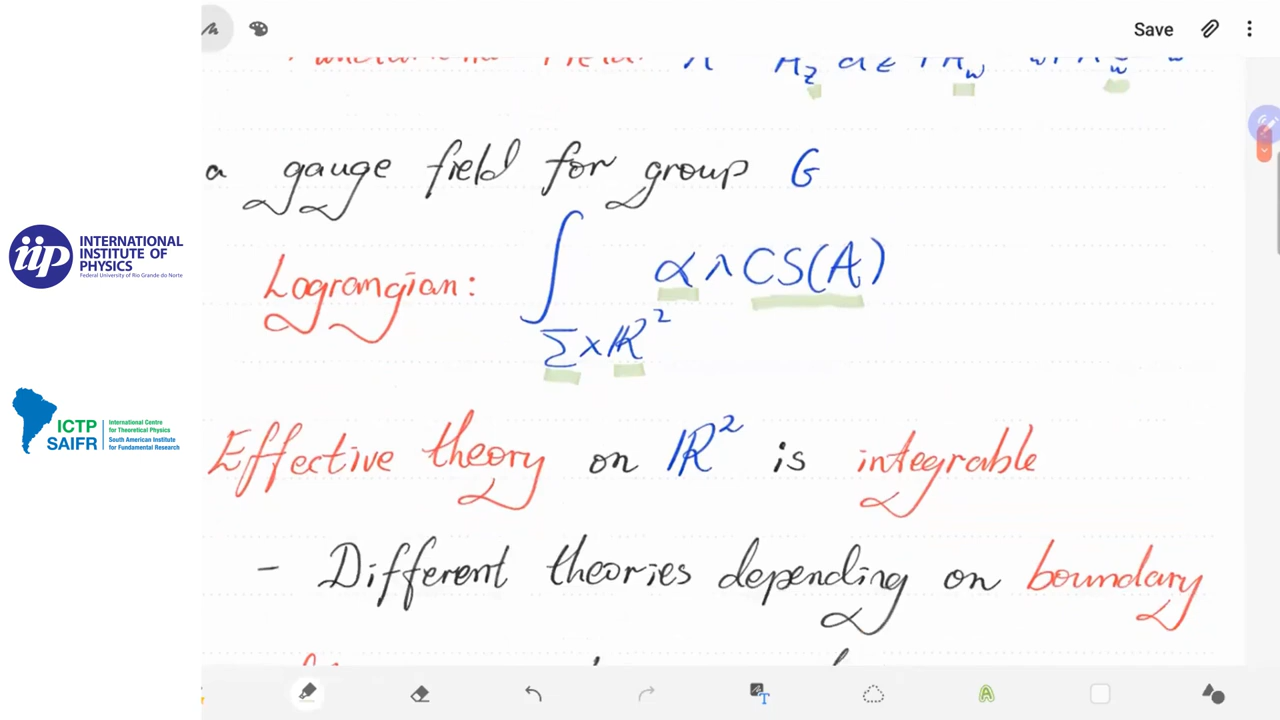 Save
a gauge field for group G
Lagrangian: ∫ α ∧ CS(A)
Σ × ℝ²
Effective theory on ℝ² is integrable
- Different theories depending on boundary
INTERNATIONAL
INSTITUTE OF
PHYSICS
Federal University of Rio Grande do Norte
iip
ICTP
SAIFR
International Centre
for Theoretical Physics
South American Institute
for Fundamental Research